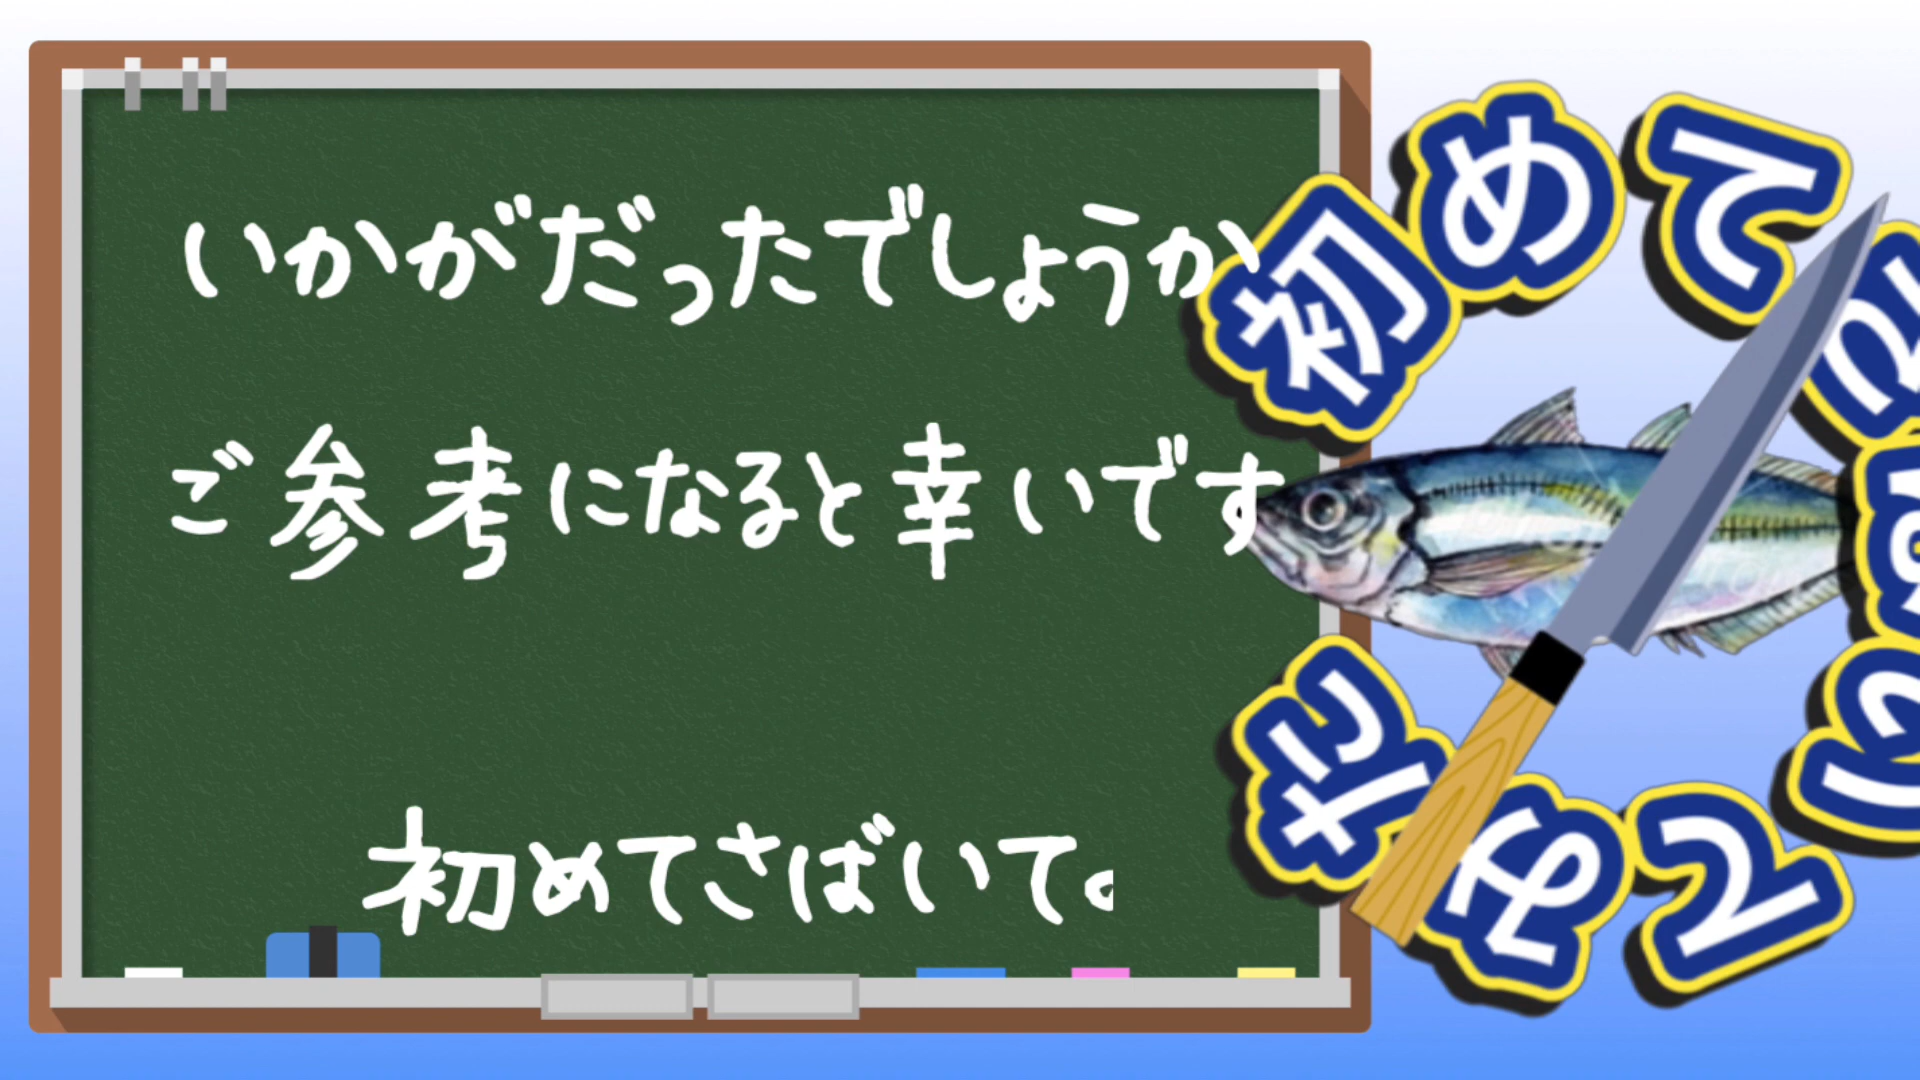 いかがだったでしょうか
ご参考になると幸いです
初めてさばいて。
初めてさばいてみた